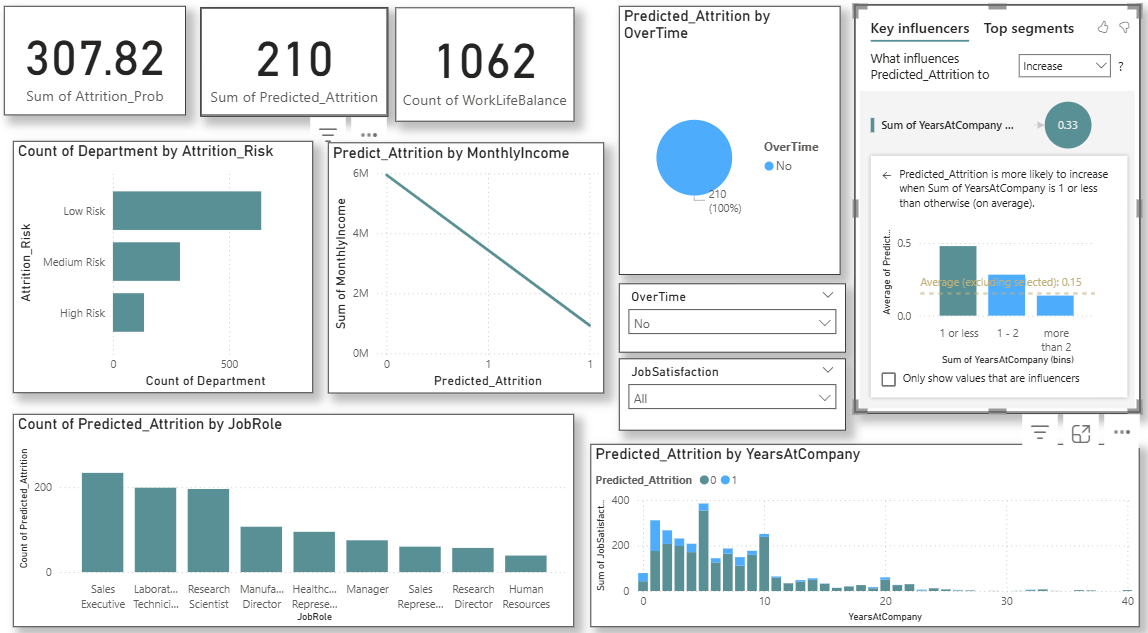 307.82
Sum of Attrition_Prob
210
Sum of Predicted_Attrition
1062
Count of WorkLifeBalance
Count of Department by Attrition_Risk
Attrition_Risk
Low Risk
Medium Risk
High Risk
0
500
Count of Department
Predict_Attrition by MonthlyIncome
Sum of MonthlyIncome
6M
4M
2M
0M
0
1
1
Predicted_Attrition
Predicted_Attrition by
OverTime
OverTime
No
210
(100%)
OverTime
No
JobSatisfaction
All
Key influencers
Top segments
What influences
Predicted_Attrition to
Increase
?
Sum of YearsAtCompany ...
0.33
Predicted_Attrition is more likely to increase
when Sum of YearsAtCompany is 1 or less
than otherwise (on average).
Average of Predict...
0.5
Average (excluding selected): 0.15
0.0
1 or less
1 - 2
more
than 2
Sum of YearsAtCompany (bins)
Only show values that are influencers
Count of Predicted_Attrition by JobRole
Count of Predicted_Attrition
200
0
Sales
Executive
Laborat...
Technici...
Research
Scientist
Manufa...
Director
Healthc...
Represe...
Manager
Sales
Represe...
Research
Director
Human
Resources
JobRole
Predicted_Attrition by YearsAtCompany
Predicted_Attrition
0
1
Sum of JobSatisfact...
400
200
0
0
10
20
30
40
YearsAtCompany